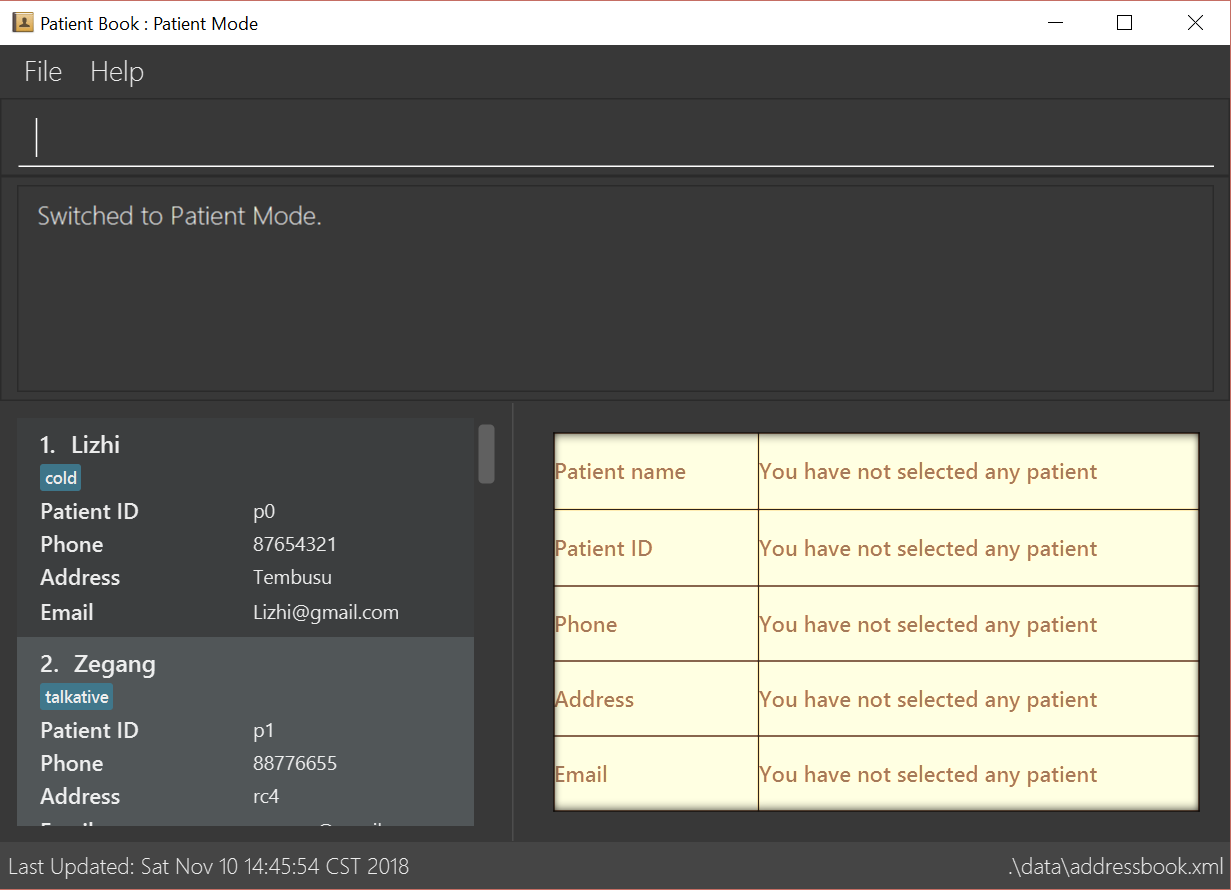 Patient Book : Patient Mode
File Help
Switched to Patient Mode.
1. Lizhi
cold
Patient ID p0
Phone 87654321
Address Tembusu
Email Lizhi@gmail.com
2. Zegang
talkative
Patient ID p1
Phone 88776655
Address rc4
Patient name You have not selected any patient
Patient ID You have not selected any patient
Phone You have not selected any patient
Address You have not selected any patient
Email You have not selected any patient
Last Updated: Sat Nov 10 14:45:54 CST 2018 .\data\addressbook.xml